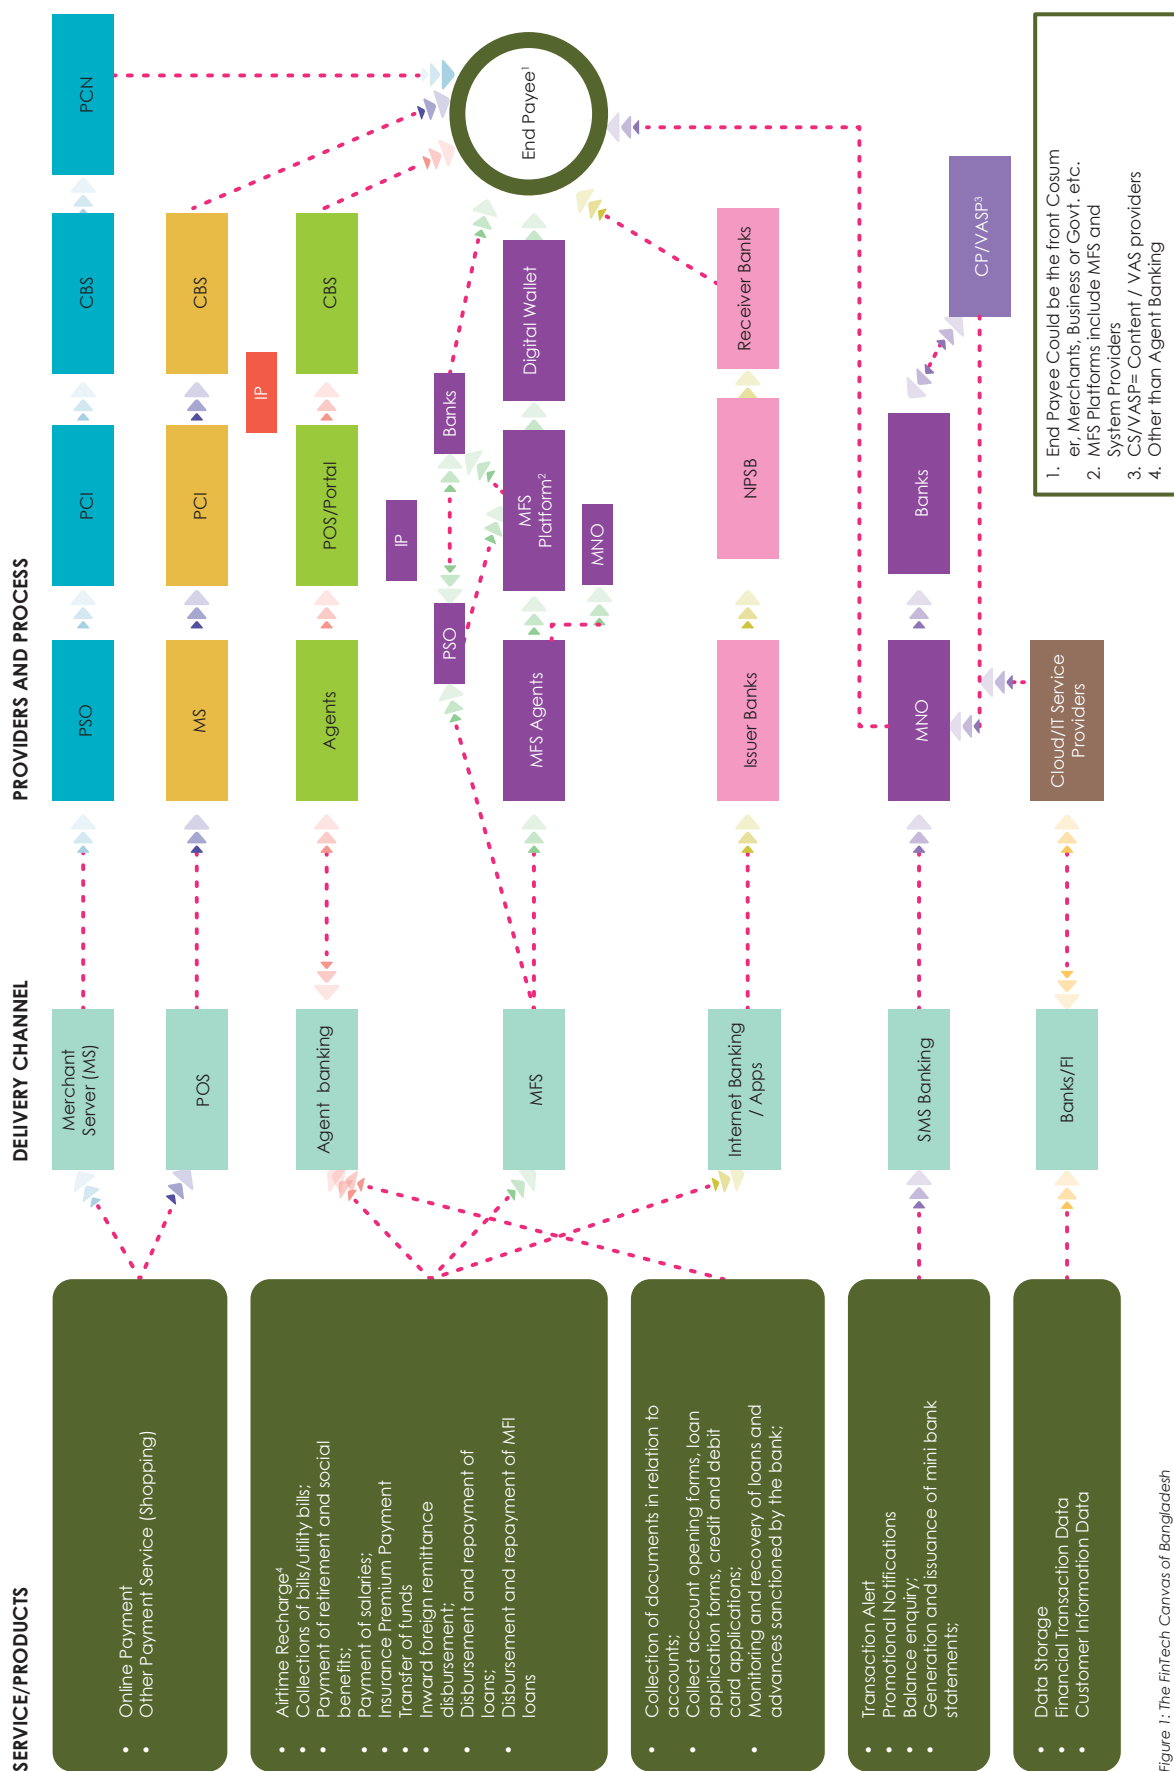 SERVICE/PRODUCTS
DELIVERY CHANNEL
PROVIDERS AND PROCESS
• Online Payment
• Other Payment Service (Shopping)
Merchant
Server (MS)
PSO
PCI
CBS
PCN
POS
MS
PCI
CBS
IP
• Airtime Recharge4
• Collections of bills/utility bills;
• Payment of retirement and social
benefits;
• Payment of salaries;
• Insurance Premium Payment
• Transfer of funds
• Inward foreign remittance
disbursement;
• Disbursement and repayment of
loans;
• Disbursement and repayment of MFI
loans
Agent banking
Agents
POS/Portal
CBS
IP
PSO
Banks
MFS
MFS Agents
MFS
Platform2
Digital Wallet
End Payee1
MNO
• Collection of documents in relation to
accounts;
• Collect account opening forms, loan
application forms, credit and debit
card applications;
• Monitoring and recovery of loans and
advances sanctioned by the bank;
Internet Banking
/ Apps
Issuer Banks
NPSB
Receiver Banks
• Transaction Alert
• Promotional Notifications
• Balance enquiry;
• Generation and issuance of mini bank
statements;
SMS Banking
MNO
Banks
CP/VASP3
• Data Storage
• Financial Transaction Data
• Customer Information Data
Banks/FI
Cloud/IT Service
Providers
1. End Payee Could be the front Cosum
er, Merchants, Business or Govt. etc.
2. MFS Platforms include MFS and
System Providers
3. CS/VASP= Content / VAS providers
4. Other than Agent Banking
Figure 1: The FinTech Canvas of Bangladesh